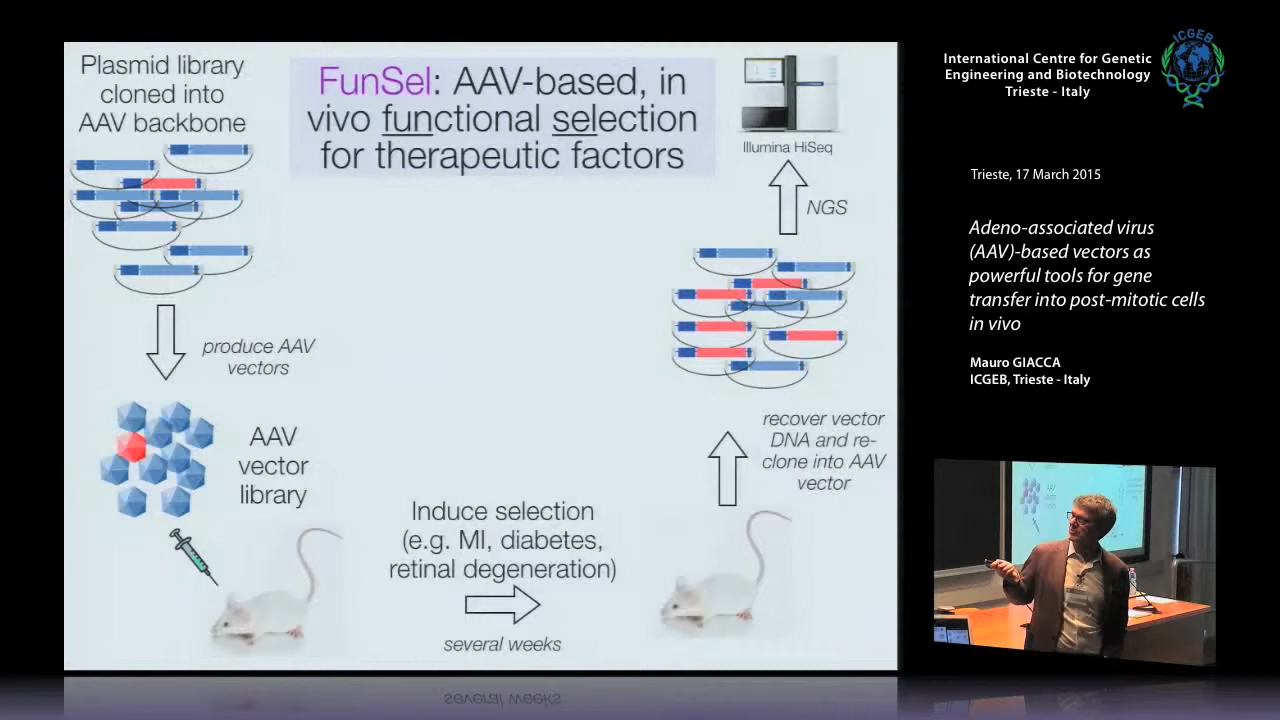 Plasmid library
cloned into
AAV backbone
FunSel: AAV-based, in
vivo functional selection
for therapeutic factors
Illumina HiSeq
NGS
produce AAV
vectors
AAV
vector
library
Induce selection
(e.g. MI, diabetes,
retinal degeneration)
several weeks
recover vector
DNA and re-
clone into AAV
vector
International Centre for Genetic
Engineering and Biotechnology
Trieste - Italy
ICGEB
Trieste, 17 March 2015
Adeno-associated virus
(AAV)-based vectors as
powerful tools for gene
transfer into post-mitotic cells
in vivo
Mauro GIACCA
ICGEB, Trieste - Italy
several weeks